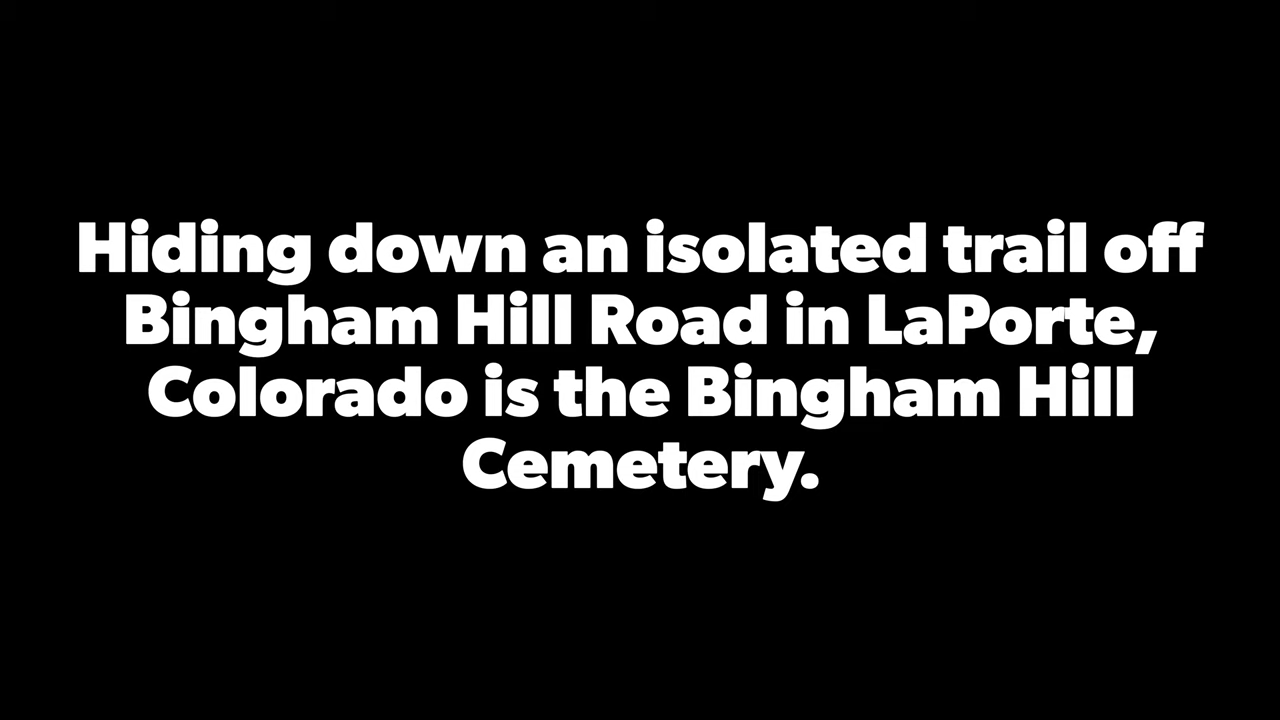 Hiding down an isolated trail off
Bingham Hill Road in LaPorte,
Colorado is the Bingham Hill
Cemetery.